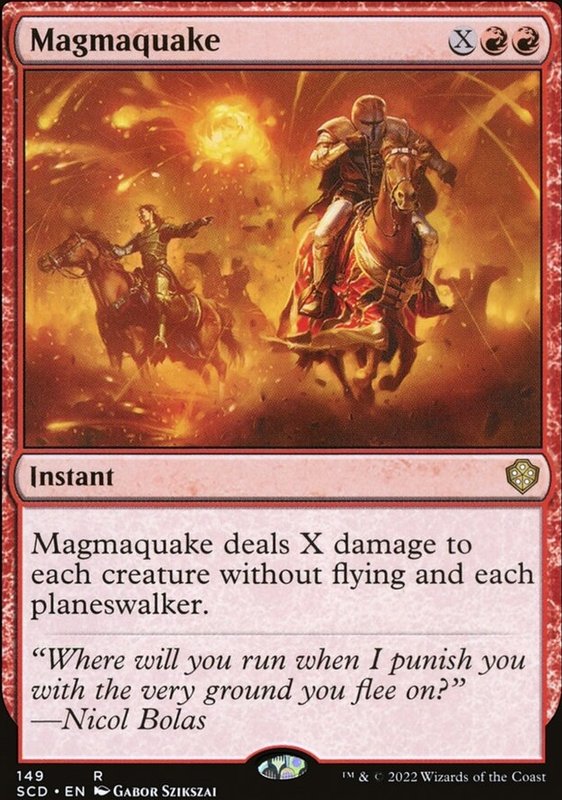 Magmaquake X
Instant
Magmaquake deals X damage to
each creature without flying and each
planeswalker.
“Where will you run when I punish you
with the very ground you flee on?”
—Nicol Bolas
149 R
SCD • EN Gabor Szikszai
™ & © 2022 Wizards of the Coast